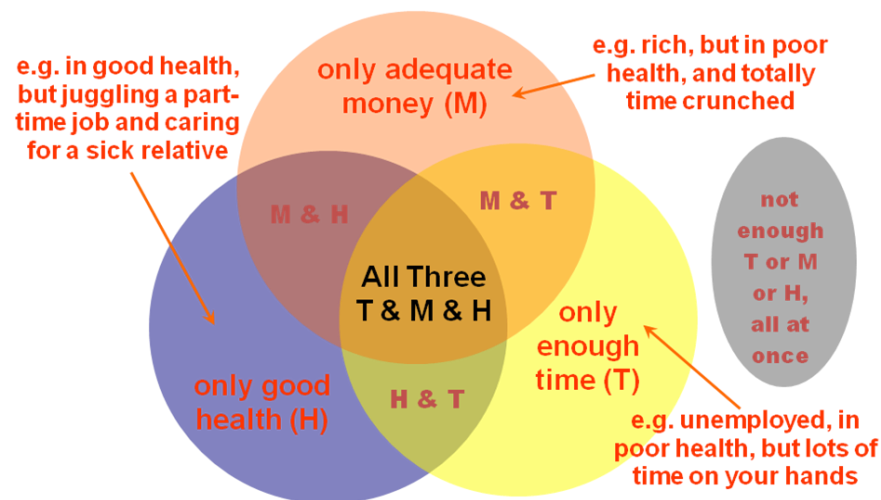 e.g. in good health,
but juggling a part-
time job and caring
for a sick relative
only adequate
money (M)
e.g. rich, but in poor
health, and totally
time crunched
M & H
M & T
not
enough
T or M
or H,
all at
once
All Three
T & M & H
only
enough
time (T)
only good
health (H)
H & T
e.g. unemployed, in
poor health, but lots of
time on your hands